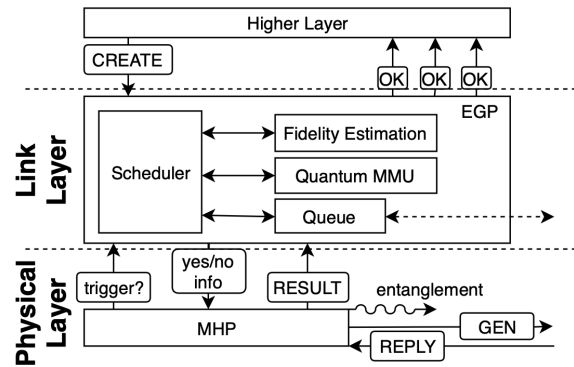 Higher Layer
CREATE
OK
OK
OK
EGP
Link
Layer
Scheduler
Fidelity Estimation
Quantum MMU
Queue
trigger?
yes/no
info
RESULT
entanglement
Physical
Layer
MHP
GEN
REPLY